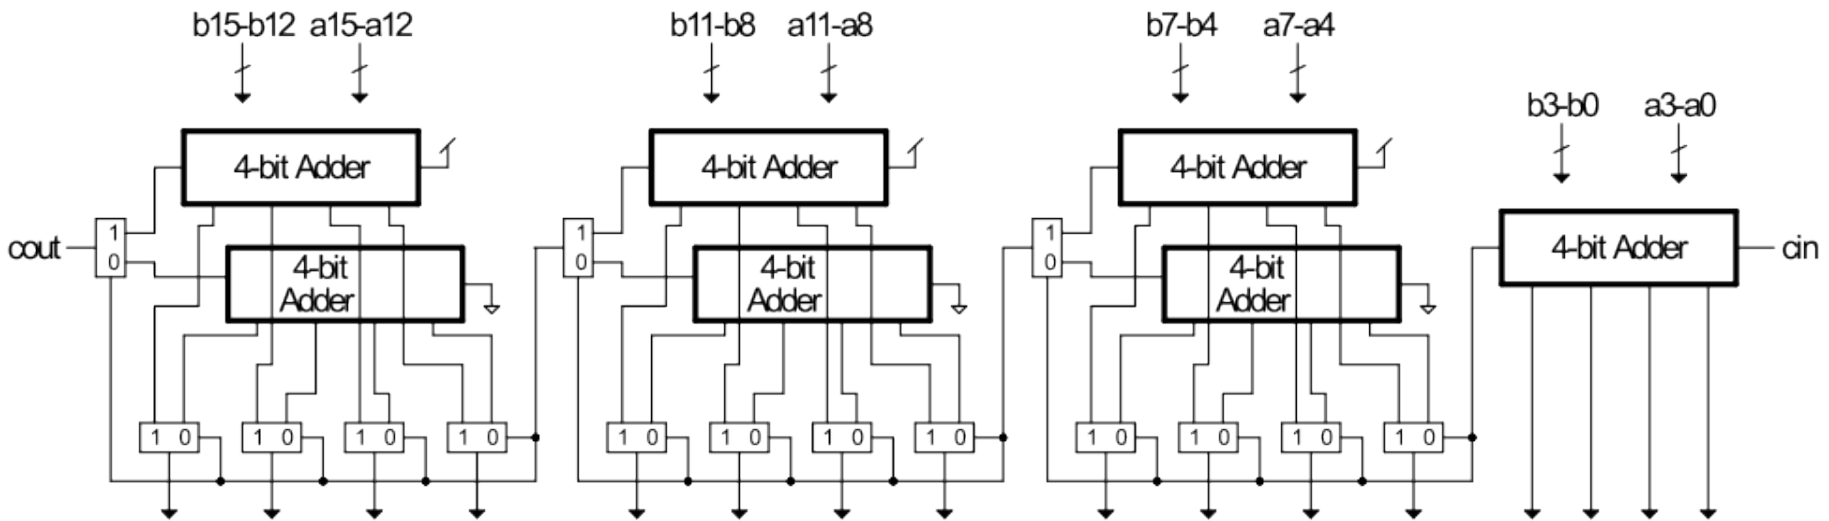 b15-b12 a15-a12 b11-b8 a11-a8 b7-b4 a7-a4
b3-b0 a3-a0
4-bit Adder 4-bit Adder 4-bit Adder
1 1 1
cout 4-bit Adder cin
0 0 0
4-bit
Adder
4-bit
Adder
4-bit
Adder
1 0 1 0 1 0 1 0 1 0 1 0 1 0 1 0 1 0 1 0 1 0 1 0